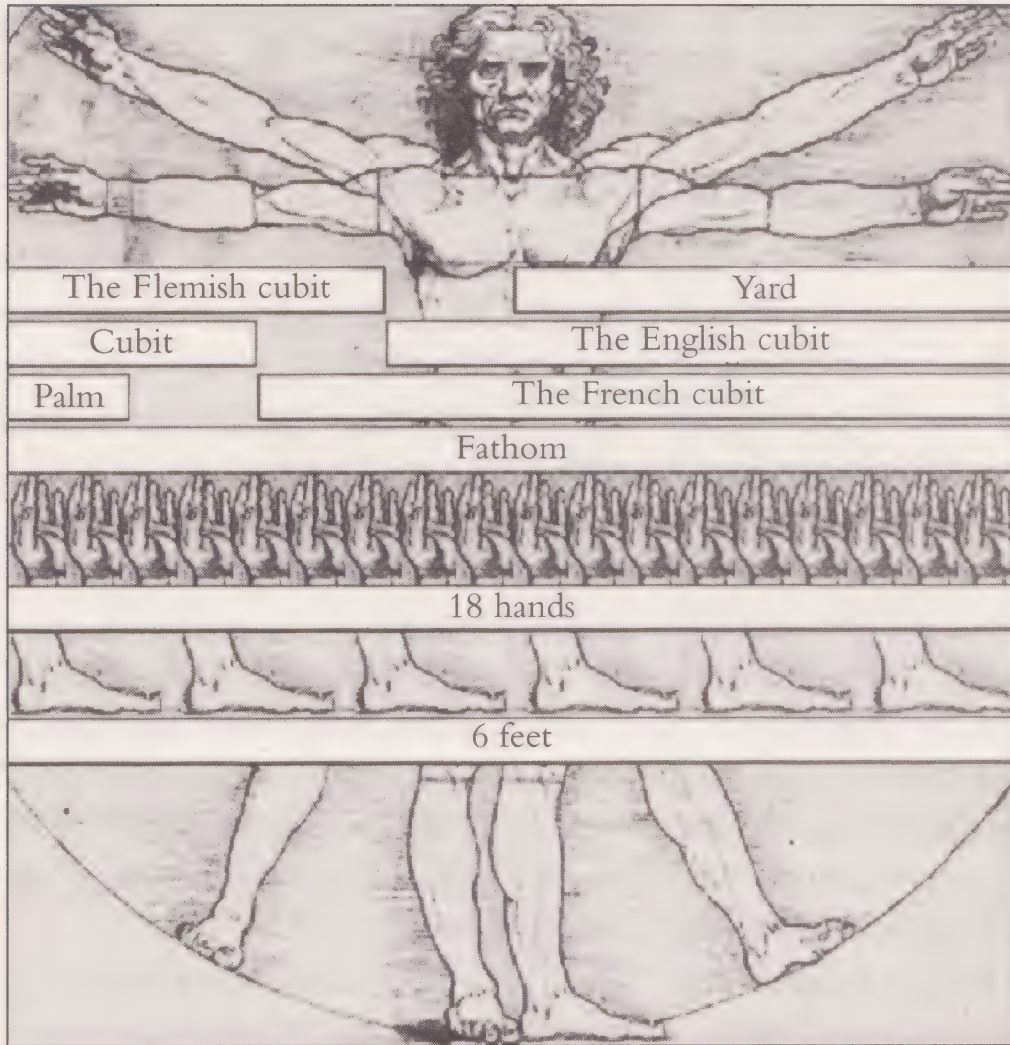 The Flemish cubit
Yard
Cubit
The English cubit
Palm
The French cubit
Fathom
18 hands
6 feet